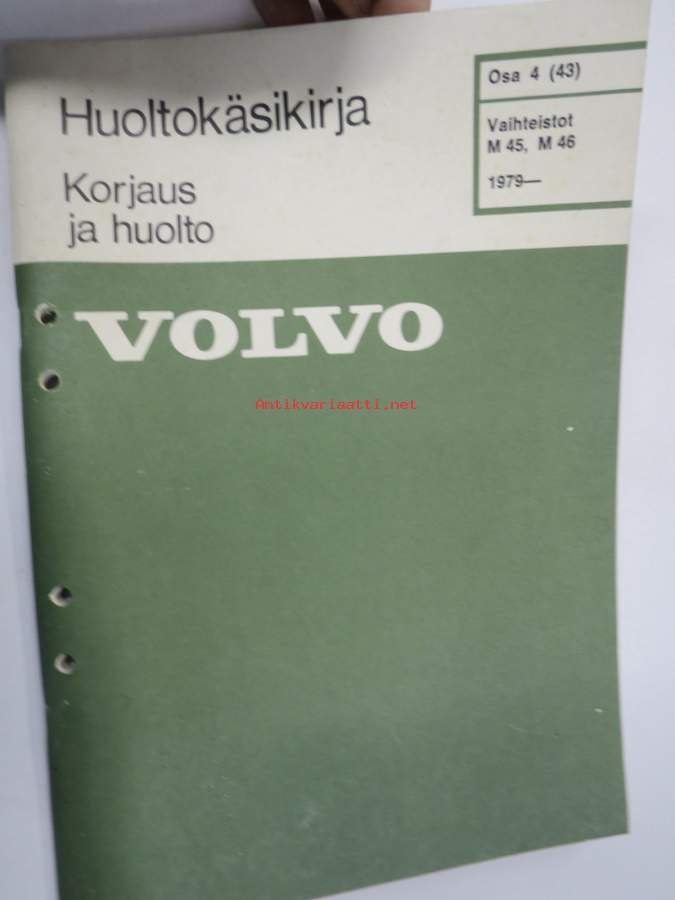 Huoltokäsikirja
Korjaus
ja huolto
Osa 4 (43)
Vaihteistot
M 45, M 46
1979—
VOLVO
Antikvariaatti.net